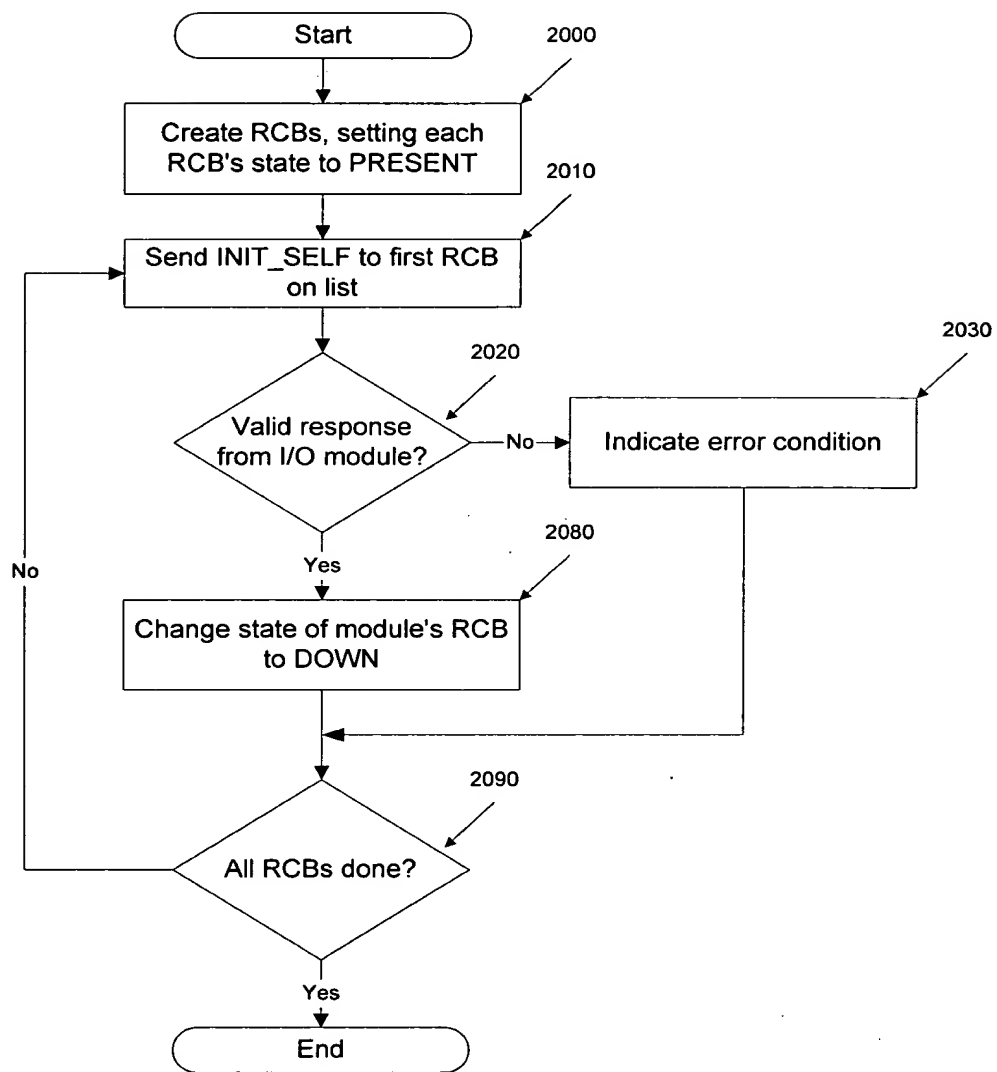 Start
2000
Create RCBs, setting each
RCB's state to PRESENT
2010
Send INIT_SELF to first RCB
on list
2020
Valid response
from I/O module?
No
2030
Indicate error condition
Yes
2080
Change state of module's RCB
to DOWN
No
2090
All RCBs done?
Yes
End